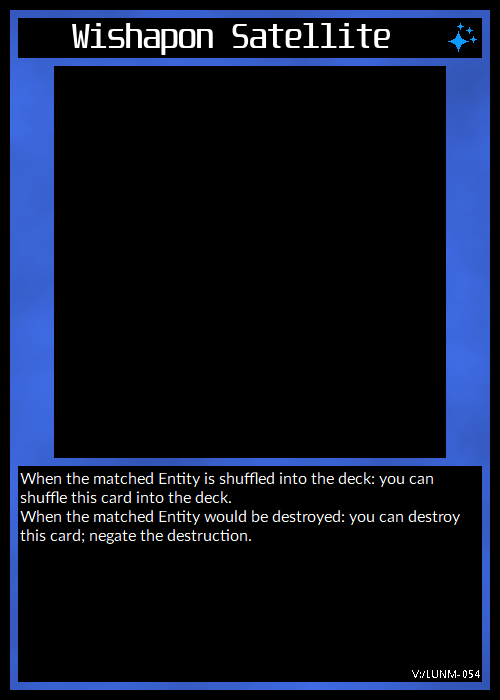 Wishapon Satellite
When the matched Entity is shuffled into the deck: you can
shuffle this card into the deck.
When the matched Entity would be destroyed: you can destroy
this card; negate the destruction.
V:/LUNM-054